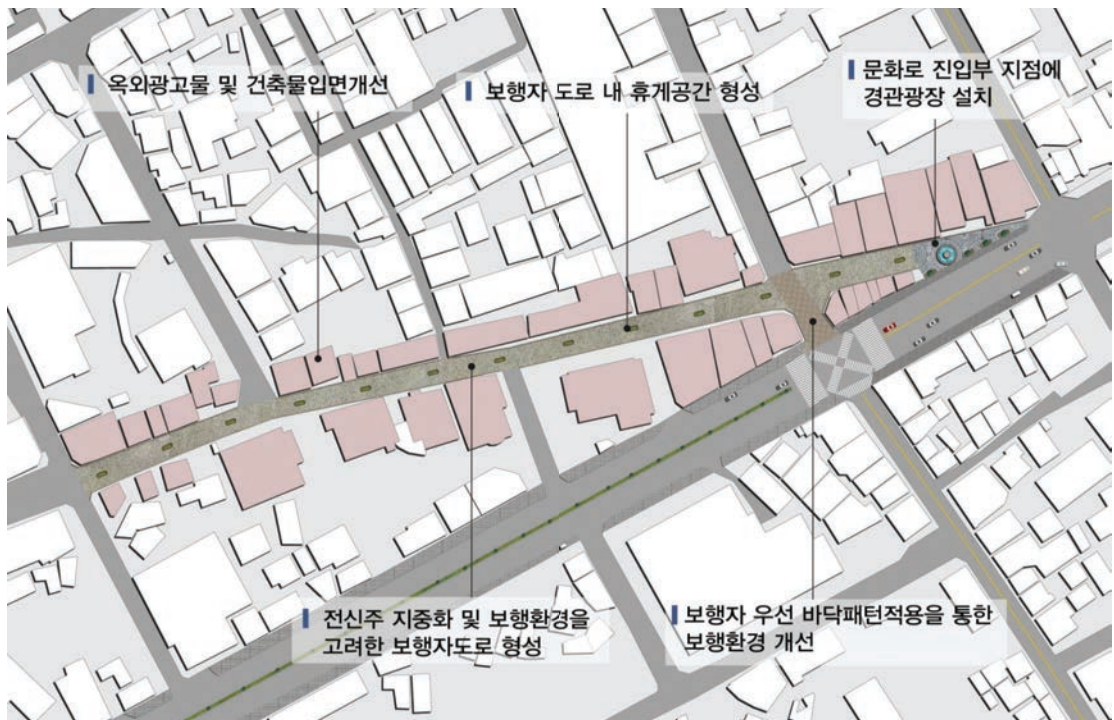 옥외광고물 및 건축물입면개선
보행자 도로 내 휴게공간 형성
문화로 진입부 지점에
경관광장 설치
전신주 지중화 및 보행환경을
고려한 보행자도로 형성
보행자 우선 바닥패턴적용을 통한
보행환경 개선